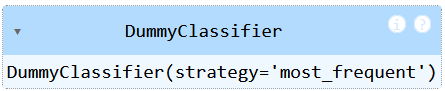 DummyClassifier
i ?
DummyClassifier(strategy='most_frequent')